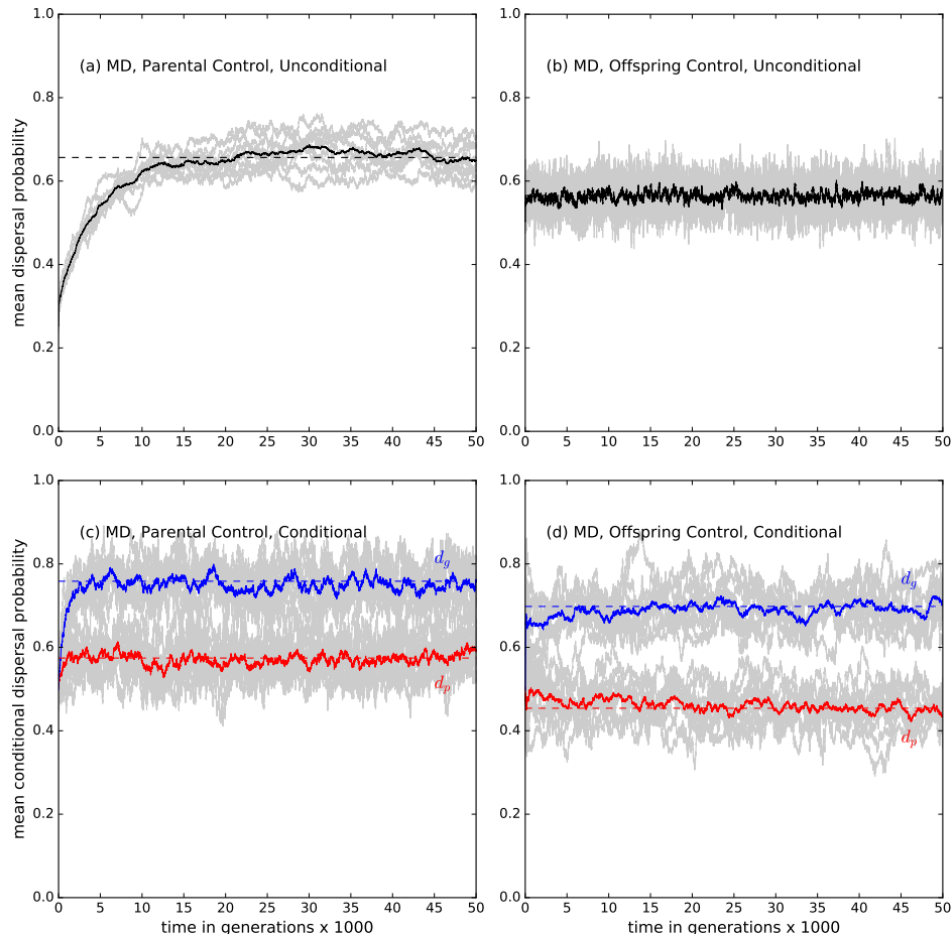 (a) MD, Parental Control, Unconditional
mean dispersal probability
1.0
0.8
0.6
0.4
0.2
0.0
0 5 10 15 20 25 30 35 40 45 50
(b) MD, Offspring Control, Unconditional
1.0
0.8
0.6
0.4
0.2
0.0
0 5 10 15 20 25 30 35 40 45 50
(c) MD, Parental Control, Conditional
mean conditional dispersal probability
1.0
0.8
0.6
0.4
0.2
0.0
d_g
d_p
0 5 10 15 20 25 30 35 40 45 50
time in generations x 1000
(d) MD, Offspring Control, Conditional
1.0
0.8
0.6
0.4
0.2
0.0
d_g
d_p
0 5 10 15 20 25 30 35 40 45 50
time in generations x 1000